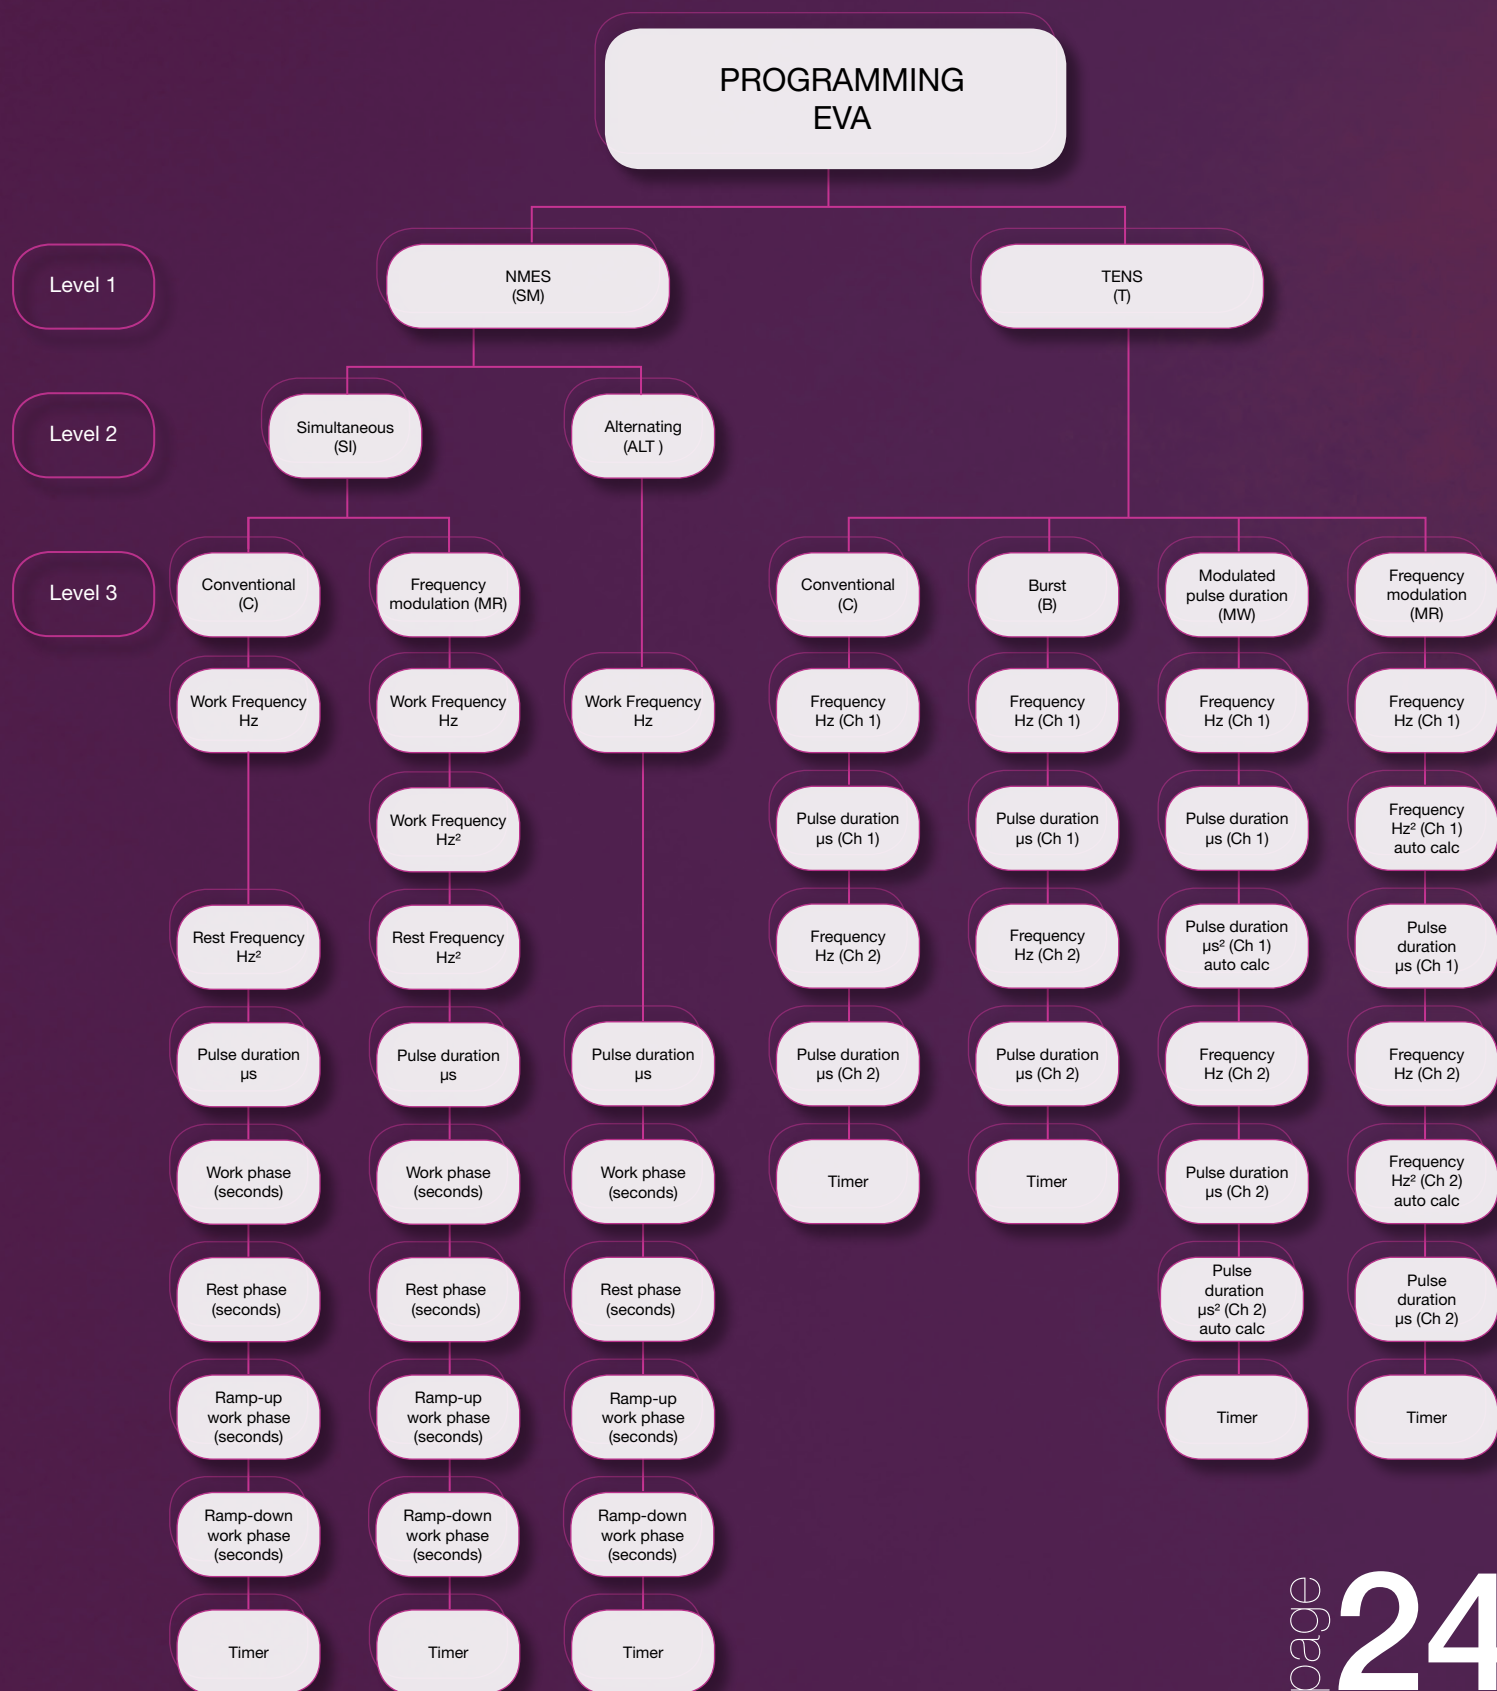 PROGRAMMING
EVA
Level 1
NMES
(SM)
TENS
(T)
Level 2
Simultaneous
(SI)
Alternating
(ALT )
Level 3
Conventional
(C)
Frequency
modulation (MR)
Conventional
(C)
Burst
(B)
Modulated
pulse duration
(MW)
Frequency
modulation
(MR)
Work Frequency
Hz
Work Frequency
Hz
Work Frequency
Hz
Frequency
Hz (Ch 1)
Frequency
Hz (Ch 1)
Frequency
Hz (Ch 1)
Frequency
Hz (Ch 1)
Work Frequency
Hz²
Pulse duration
µs (Ch 1)
Pulse duration
µs (Ch 1)
Pulse duration
µs (Ch 1)
Frequency
Hz² (Ch 1)
auto calc
Rest Frequency
Hz²
Rest Frequency
Hz²
Frequency
Hz (Ch 2)
Frequency
Hz (Ch 2)
Pulse duration
µs² (Ch 1)
auto calc
Pulse
duration
µs (Ch 1)
Pulse duration
µs
Pulse duration
µs
Pulse duration
µs
Pulse duration
µs (Ch 2)
Pulse duration
µs (Ch 2)
Frequency
Hz (Ch 2)
Frequency
Hz (Ch 2)
Work phase
(seconds)
Work phase
(seconds)
Work phase
(seconds)
Timer
Timer
Pulse duration
µs (Ch 2)
Frequency
Hz² (Ch 2)
auto calc
Rest phase
(seconds)
Rest phase
(seconds)
Rest phase
(seconds)
Pulse
duration
µs² (Ch 2)
auto calc
Pulse
duration
µs (Ch 2)
Ramp-up
work phase
(seconds)
Ramp-up
work phase
(seconds)
Ramp-up
work phase
(seconds)
Timer
Timer
Ramp-down
work phase
(seconds)
Ramp-down
work phase
(seconds)
Ramp-down
work phase
(seconds)
Timer
Timer
Timer
page 24